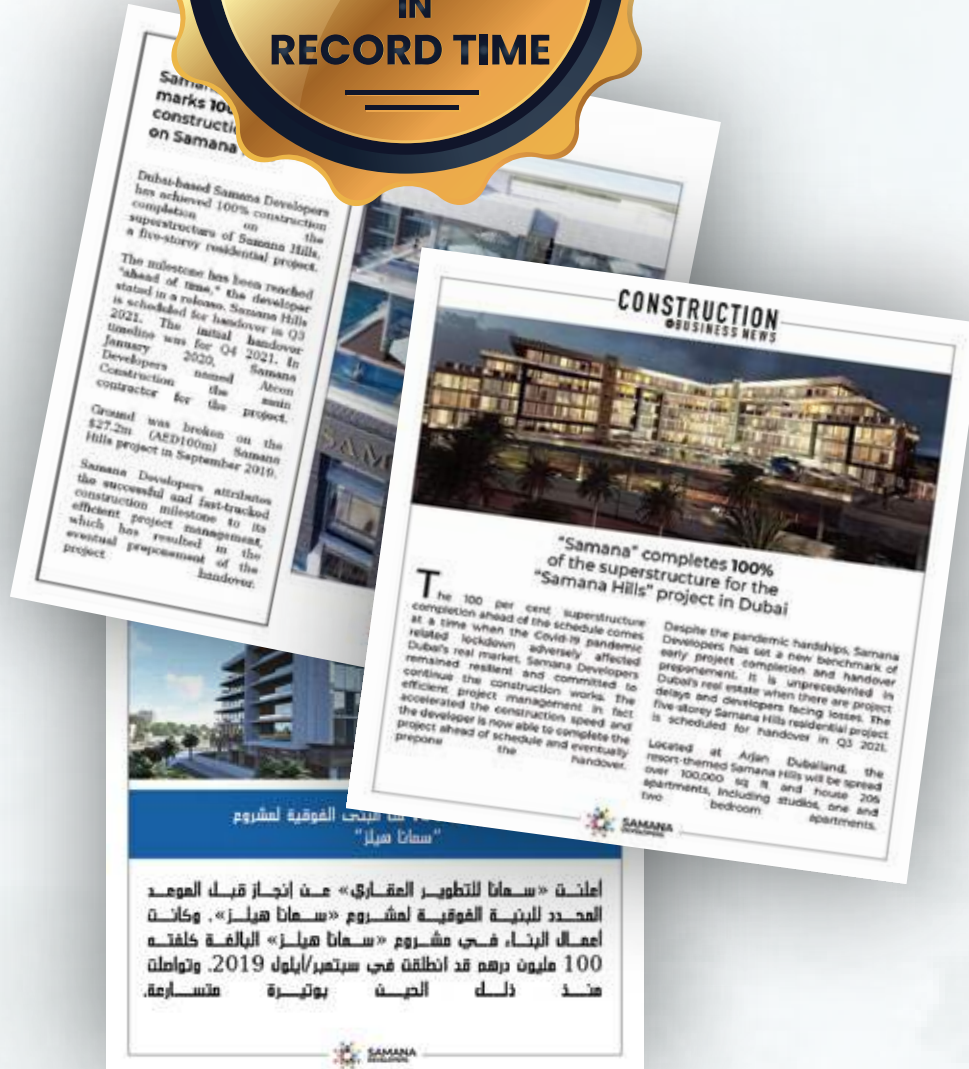 IN
RECORD TIME
marks
constructi
on Samana
Dubai-based Samana Developers
has achieved 100% construction
completion on the
superstructure of Samana Hills,
a five-storey residential project.
The milestone has been reached
"ahead of time," the developer
stated in a release. Samana Hills
is scheduled for handover in Q3
2021. The initial handover
timeline was for Q4 2021. In
January 2020, Samana
Developers named Atcon
Construction the main
contractor for the project.
Ground was broken on the
$27.2m (AED100m) Samana
Hills project in September 2019.
Samana Developers attributes
the successful and fast-tracked
construction milestone to its
efficient project management,
which has resulted in the
eventual preponement of the
project handover.
SAM
CONSTRUCTION
BUSINESS NEWS
"Samana" completes 100%
of the superstructure for the
"Samana Hills" project in Dubai
The 100 per cent superstructure
completion ahead of the schedule comes
at a time when the Covid-19 pandemic
related lockdown adversely affected
Dubai's real market. Samana Developers
remained resilient and committed to
continue the construction works. The
efficient project management in fact
accelerated the construction speed and
the developer is now able to complete the
project ahead of schedule and eventually
prepone the handover.
Despite the pandemic hardships, Samana
Developers has set a new benchmark of
early project completion and handover
preponement. It is unprecedented in
Dubai's real estate when there are project
delays and developers facing losses. The
five-storey Samana Hills residential project
is scheduled for handover in Q3 2021.
Located at Arjan Dubailand, the
resort-themed Samana Hills will be spread
over 100,000 sq ft and house 206
apartments, including studios, one and
two bedroom apartments.
SAMANA
DEVELOPERS
الفوقية لمشروع
"سمانا هيلز"
أعلنت «سمانا للتطوير العقاري» عن إنجاز قبل الموعد
المحدد للبنية الفوقية لمشروع «سمانا هيلز»، وكانت
أعمال البناء في مشروع «سمانا هيلز» البالغة كلفته
100 مليون درهم قد انطلقت في سبتمبر/أيلول 2019، وتواصلت
منذ ذلك الحين بوتيرة متسارعة.
SAMANA
DEVELOPERS